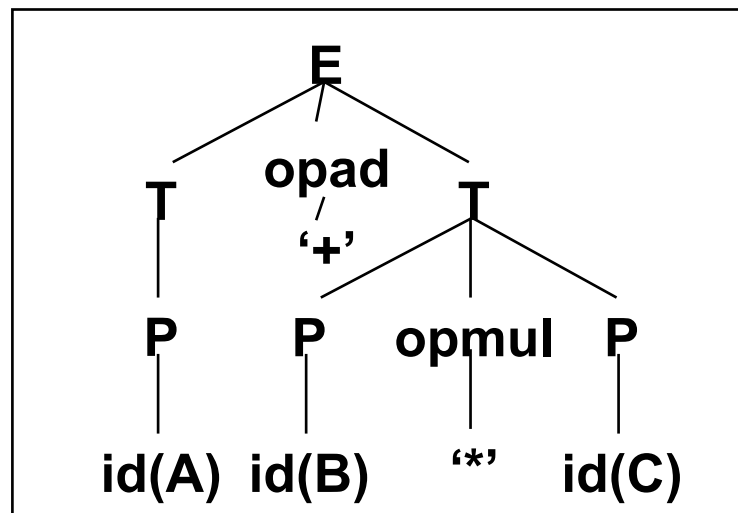 E
opad
T T
‘+’
P P opmul P
id(A) id(B) ‘*’ id(C)